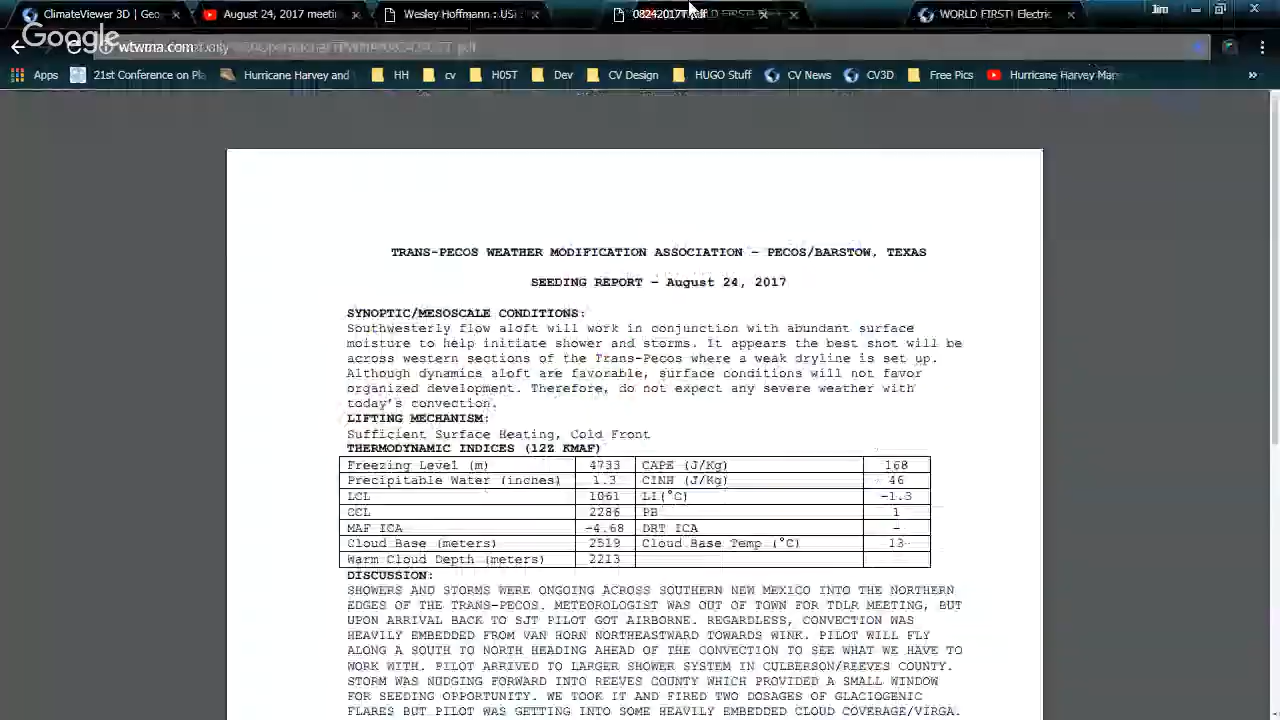 ClimateViewer 3D | Geo
August 24, 2017 meeti
Wesley Hoffmann : US
08242017T
WORLD FIRST! Electric
Jim
Google
wtwma.com
Apps
21st Conference on Pl
Hurricane Harvey and
HH
cv
H05T
Dev
CV Design
HUGO Stuff
CV News
CV3D
Free Pics
Hurricane Harvey Map
»
TRANS-PECOS WEATHER MODIFICATION ASSOCIATION – PECOS/BARSTOW, TEXAS
SEEDING REPORT – August 24, 2017
SYNOPTIC/MESOSCALE CONDITIONS:
Southwesterly flow aloft will work in conjunction with abundant surface
moisture to help initiate shower and storms. It appears the best shot will be
across western sections of the Trans-Pecos where a weak dryline is set up.
Although dynamics aloft are favorable, surface conditions will not favor
organized development. Therefore, do not expect any severe weather with
today's convection.
LIFTING MECHANISM:
Sufficient Surface Heating, Cold Front
THERMODYNAMIC INDICES (12Z KMAF)
Freezing Level (m) 4733 CAPE (J/Kg) 168
Precipitable Water (inches) 1.3 CINH (J/Kg) 46
LCL 1061 LI(°C) -1.3
CCL 2286 PB 1
MAF ICA -4.68 DRT ICA -
Cloud Base (meters) 2519 Cloud Base Temp (°C) 13
Warm Cloud Depth (meters) 2213
DISCUSSION:
SHOWERS AND STORMS WERE ONGOING ACROSS SOUTHERN NEW MEXICO INTO THE NORTHERN
EDGES OF THE TRANS-PECOS. METEOROLOGIST WAS OUT OF TOWN FOR TDLR MEETING, BUT
UPON ARRIVAL BACK TO SJT PILOT GOT AIRBORNE. REGARDLESS, CONVECTION WAS
HEAVILY EMBEDDED FROM VAN HORN NORTHEASTWARD TOWARDS WINK. PILOT WILL FLY
ALONG A SOUTH TO NORTH HEADING AHEAD OF THE CONVECTION TO SEE WHAT WE HAVE TO
WORK WITH. PILOT ARRIVED TO LARGER SHOWER SYSTEM IN CULBERSON/REEVES COUNTY.
STORM WAS NUDGING FORWARD INTO REEVES COUNTY WHICH PROVIDED A SMALL WINDOW
FOR SEEDING OPPORTUNITY. WE TOOK IT AND FIRED TWO DOSAGES OF GLACIOGENIC
FLARES BUT PILOT WAS GETTING INTO SOME HEAVILY EMBEDDED CLOUD COVERAGE/VIRGA.